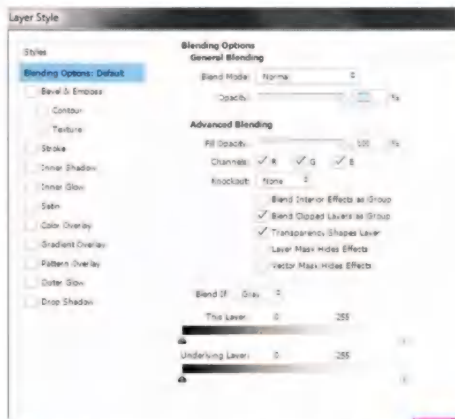 Layer Style
Styles
Blending Options: Default
Bevel & Emboss
Contour
Texture
Stroke
Inner Shadow
Inner Glow
Satin
Color Overlay
Gradient Overlay
Pattern Overlay
Outer Glow
Drop Shadow
Blending Options
General Blending
Blend Mode: Normal
Opacity: %
Advanced Blending
Fill Opacity: 100 %
Channels: R G B
Knockout: None
Blend Interior Effects as Group
Blend Clipped Layers as Group
Transparency Shapes Layer
Layer Mask Hides Effects
Vector Mask Hides Effects
Blend If: Gray
This Layer: 0 255
Underlying Layer: 0 255